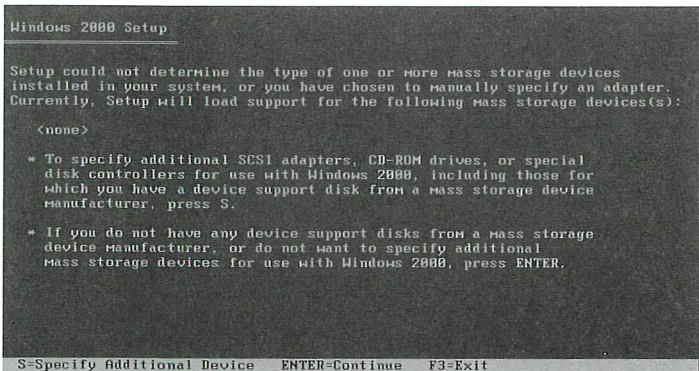 Windows 2000 Setup
Setup could not determine the type of one or more mass storage devices
installed in your system, or you have chosen to manually specify an adapter.
Currently, Setup will load support for the following mass storage devices(s):
<none>
* To specify additional SCSI adapters, CD-ROM drives, or special
disk controllers for use with Windows 2000, including those for
which you have a device support disk from a mass storage device
manufacturer, press S.
* If you do not have any device support disks from a mass storage
device manufacturer, or do not want to specify additional
mass storage devices for use with Windows 2000, press ENTER.
S=Specify Additional Device ENTER=Continue F3=Exit